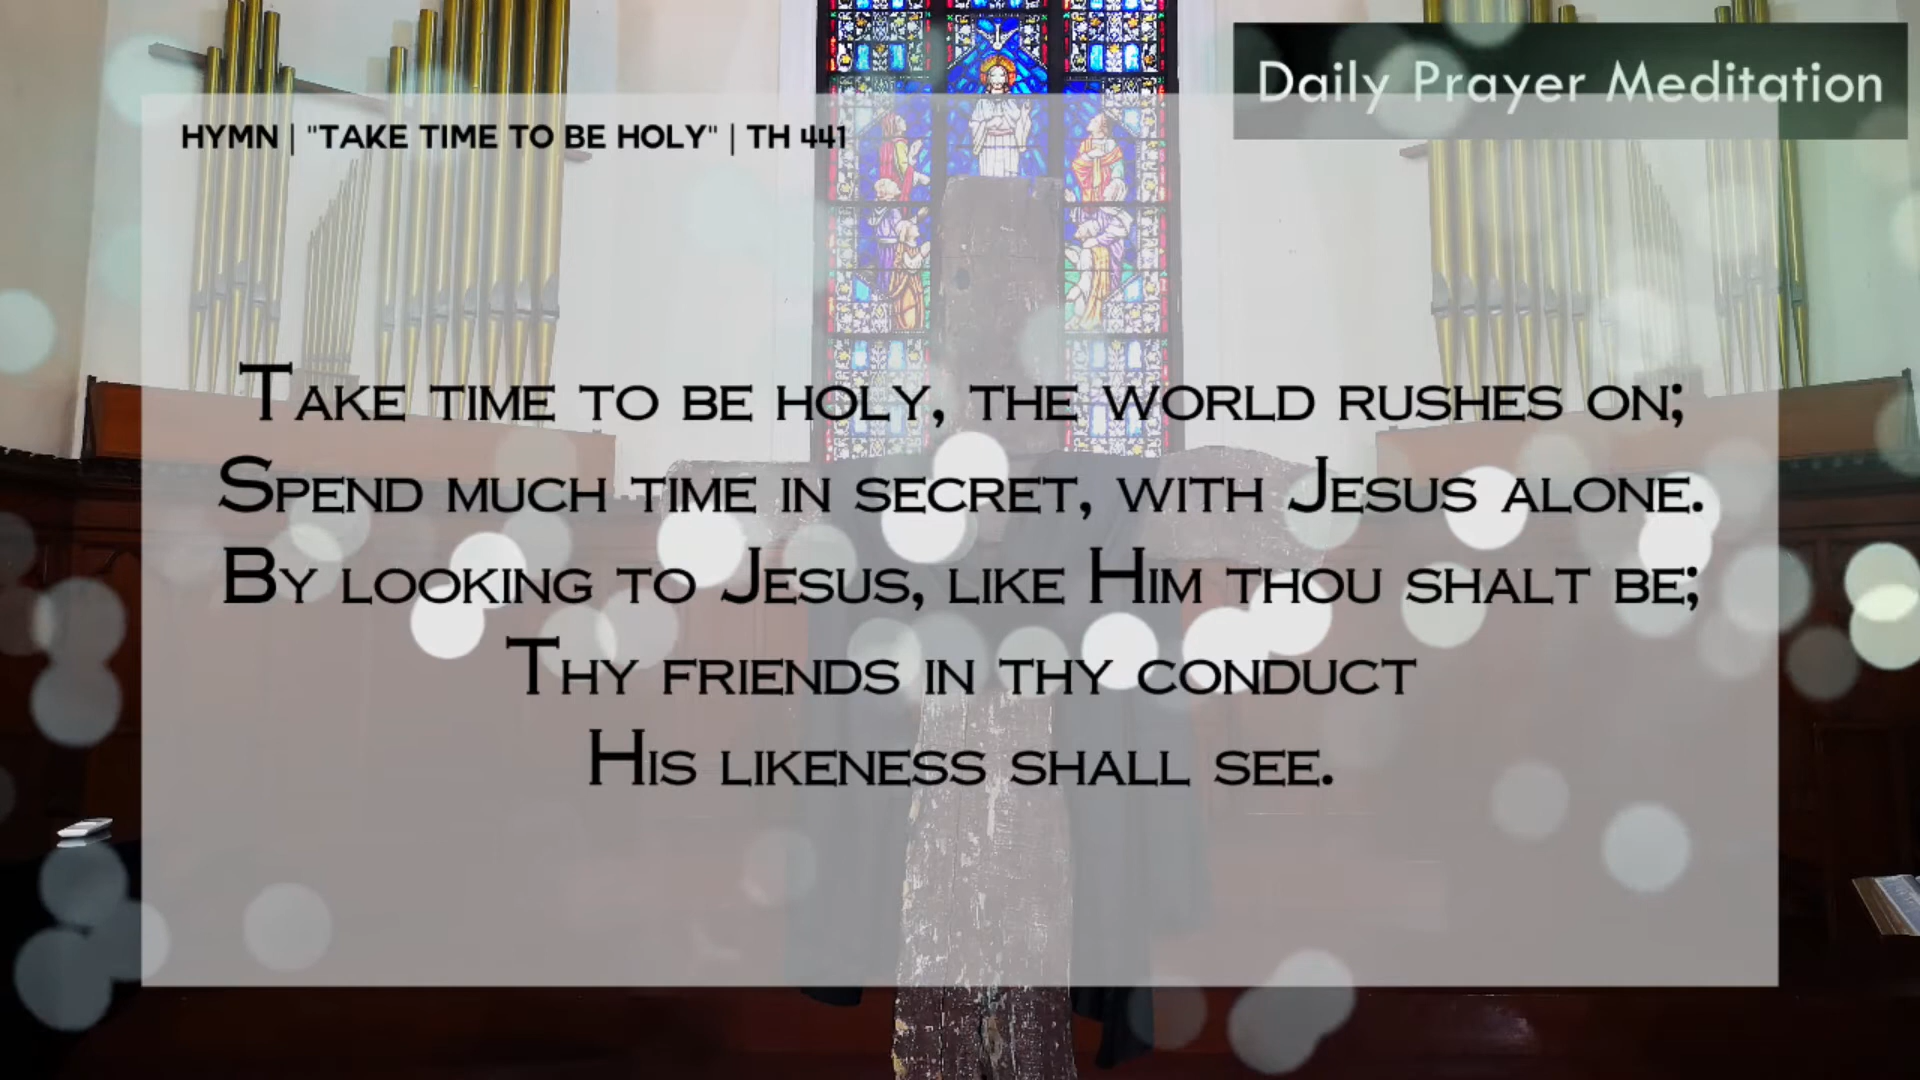 Daily Prayer Meditation
HYMN | "TAKE TIME TO BE HOLY" | TH 441
Take time to be holy, the world rushes on;
Spend much time in secret, with Jesus alone.
By looking to Jesus, like Him thou shalt be;
Thy friends in thy conduct
His likeness shall see.